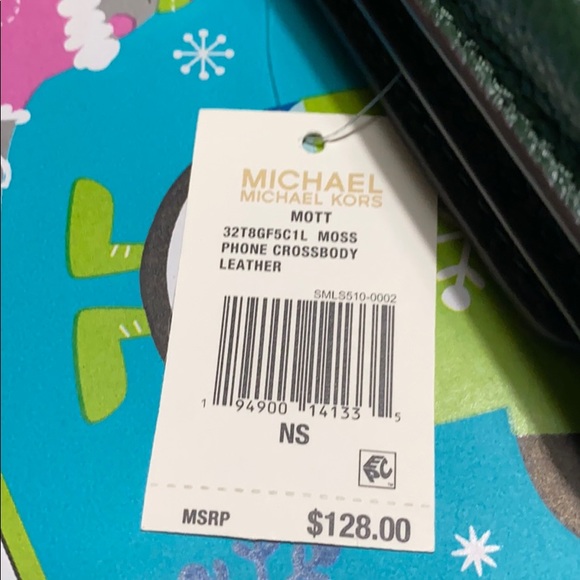 MICHAEL
MICHAEL KORS
MOTT
32T8GF5C1L MOSS
PHONE CROSSBODY
LEATHER
SMLS510-0002
1 94900 14133 5
NS
EPC
MSRP $128.00